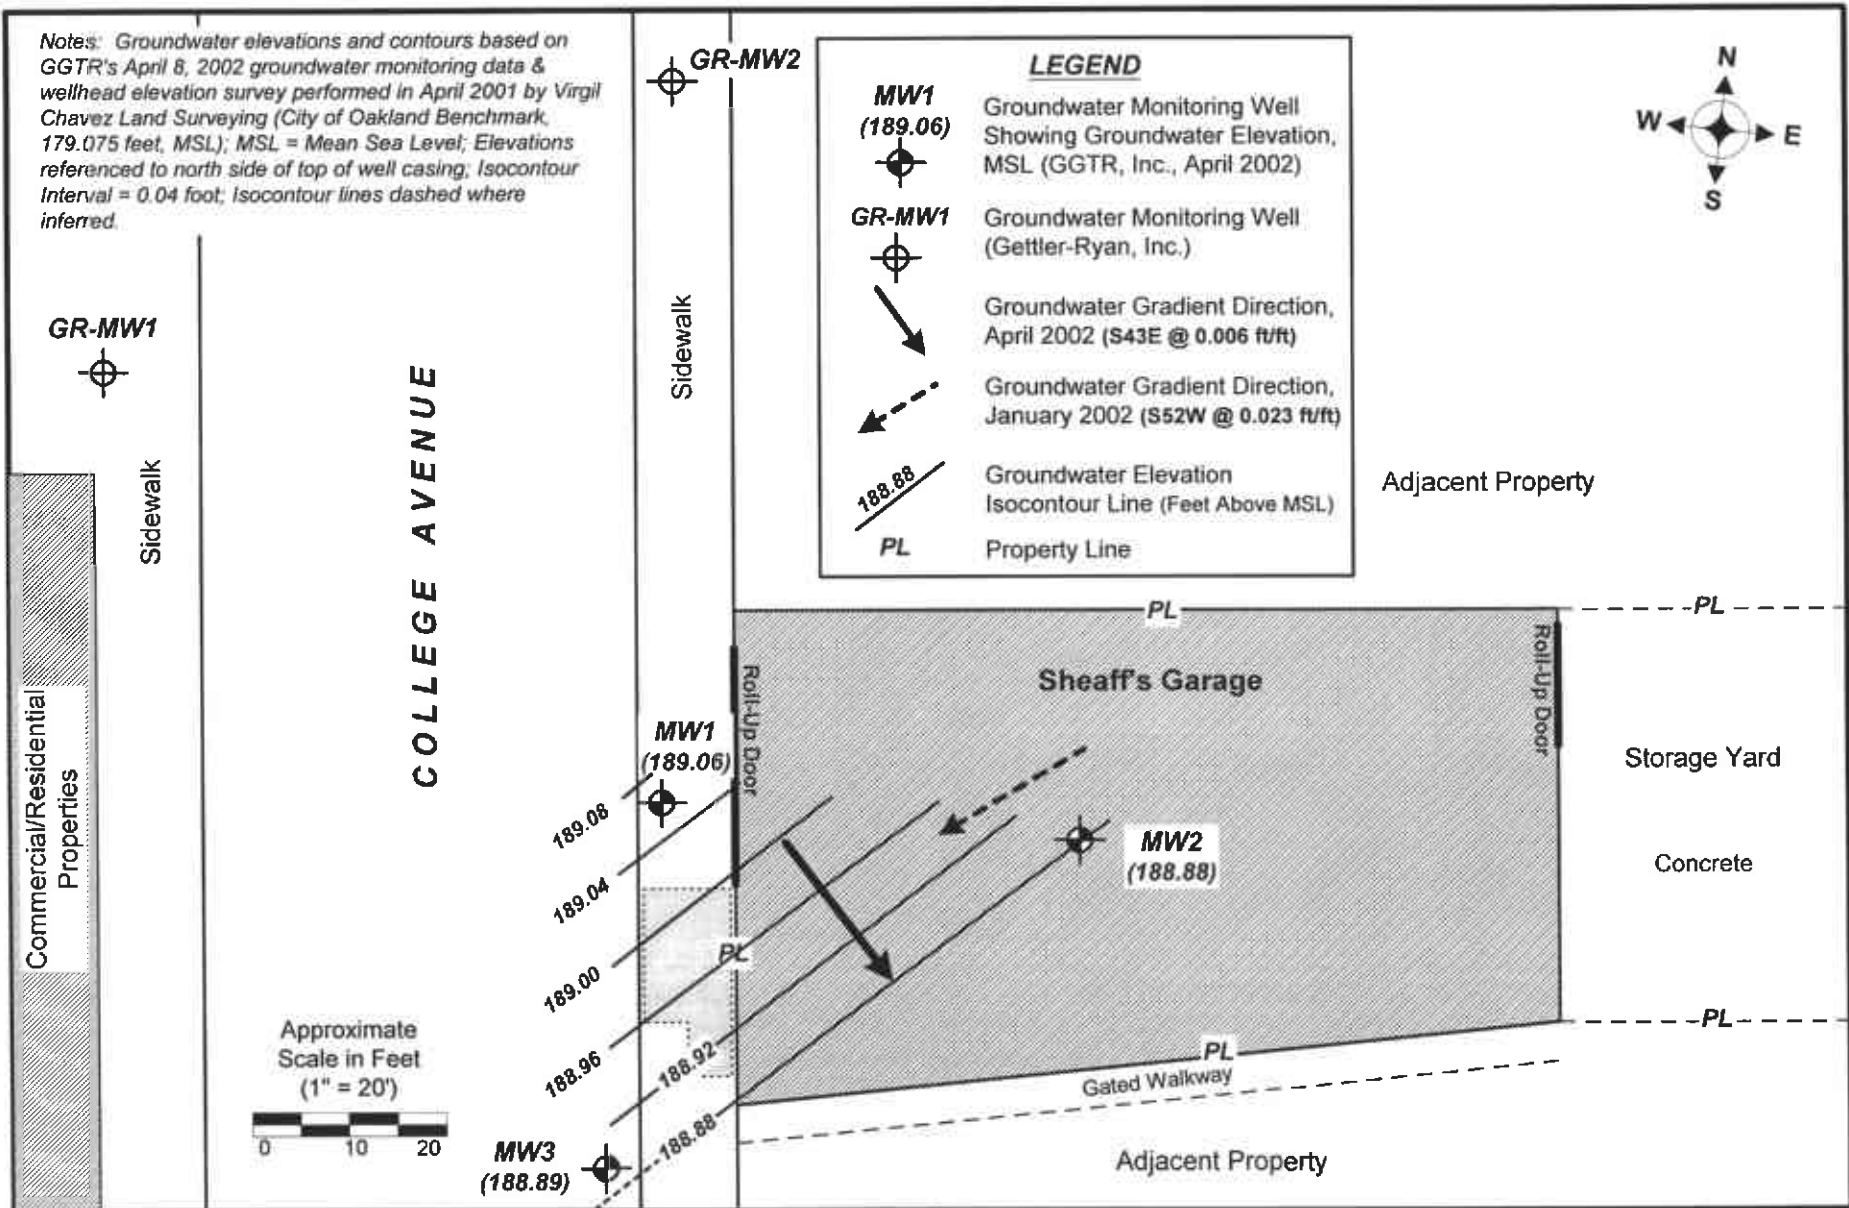 Notes: Groundwater elevations and contours based on
GGTR's April 8, 2002 groundwater monitoring data &
wellhead elevation survey performed in April 2001 by Virgil
Chavez Land Surveying (City of Oakland Benchmark,
179.075 feet, MSL); MSL = Mean Sea Level; Elevations
referenced to north side of top of well casing; Isocontour
Interval = 0.04 foot; Isocontour lines dashed where
inferred.
GR-MW2
LEGEND
MW1
(189.06)
Groundwater Monitoring Well
Showing Groundwater Elevation,
MSL (GGTR, Inc., April 2002)
GR-MW1
Groundwater Monitoring Well
(Gettler-Ryan, Inc.)
Groundwater Gradient Direction,
April 2002 (S43E @ 0.006 ft/ft)
Groundwater Gradient Direction,
January 2002 (S52W @ 0.023 ft/ft)
188.88
Groundwater Elevation
Isocontour Line (Feet Above MSL)
PL
Property Line
N
W
E
S
GR-MW1
Sidewalk
COLLEGE AVENUE
Sidewalk
Adjacent Property
PL
PL
Sheaff's Garage
Roll-Up Door
Roll-Up Door
Commercial/Residential
Properties
MW1
(189.06)
Storage Yard
MW2
(188.88)
Concrete
189.08
189.04
189.00
188.96
188.92
188.88
PL
PL
PL
Gated Walkway
Approximate
Scale in Feet
(1" = 20')
0 10 20
MW3
(188.89)
Adjacent Property